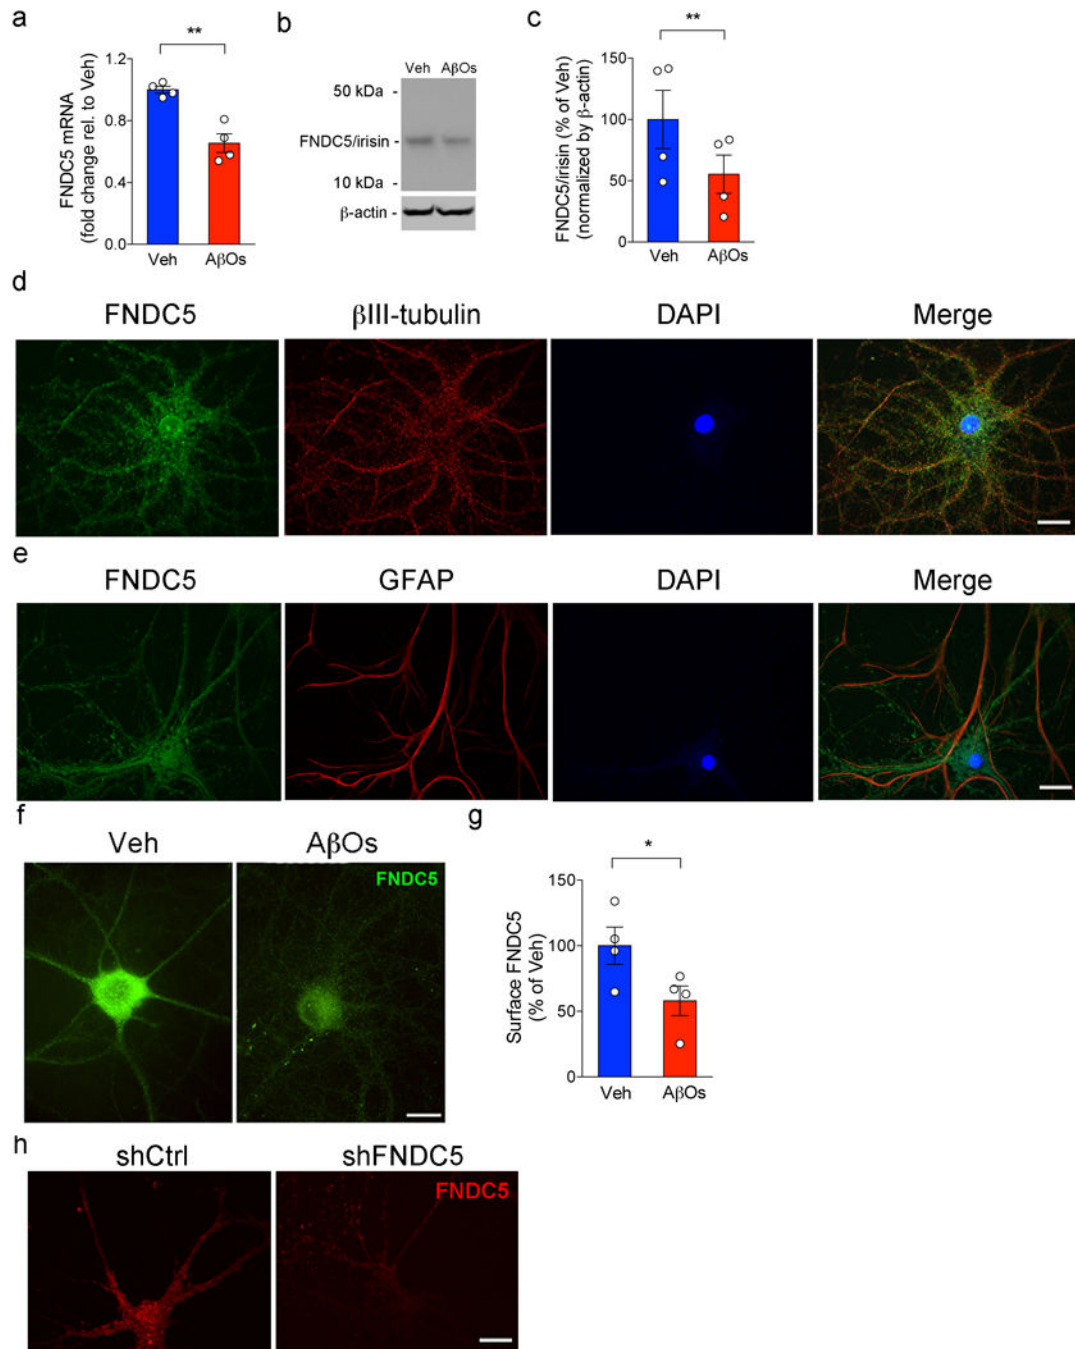 a
**
FNDC5 mRNA
(fold change rel. to Veh)
1.2
0.8
0.4
0.0
Veh
AβOs
b
Veh AβOs
50 kDa -
FNDC5/irisin
10 kDa -
β-actin -
c
**
FNDC5/irisin (% of Veh)
(normalized by β-actin)
150
100
50
0
Veh
AβOs
d
FNDC5
βIII-tubulin
DAPI
Merge
e
FNDC5
GFAP
DAPI
Merge
f
Veh
AβOs
FNDC5
g
*
Surface FNDC5
(% of Veh)
150
100
50
0
Veh
AβOs
h
shCtrl
shFNDC5
FNDC5